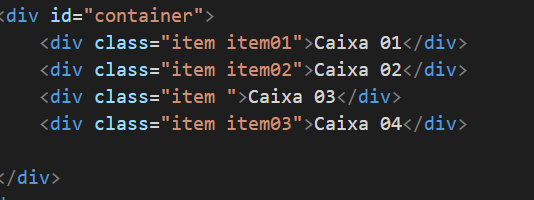 <div id="container">
<div class="item item01">Caixa 01</div>
<div class="item item02">Caixa 02</div>
<div class="item ">Caixa 03</div>
<div class="item item03">Caixa 04</div>
</div>